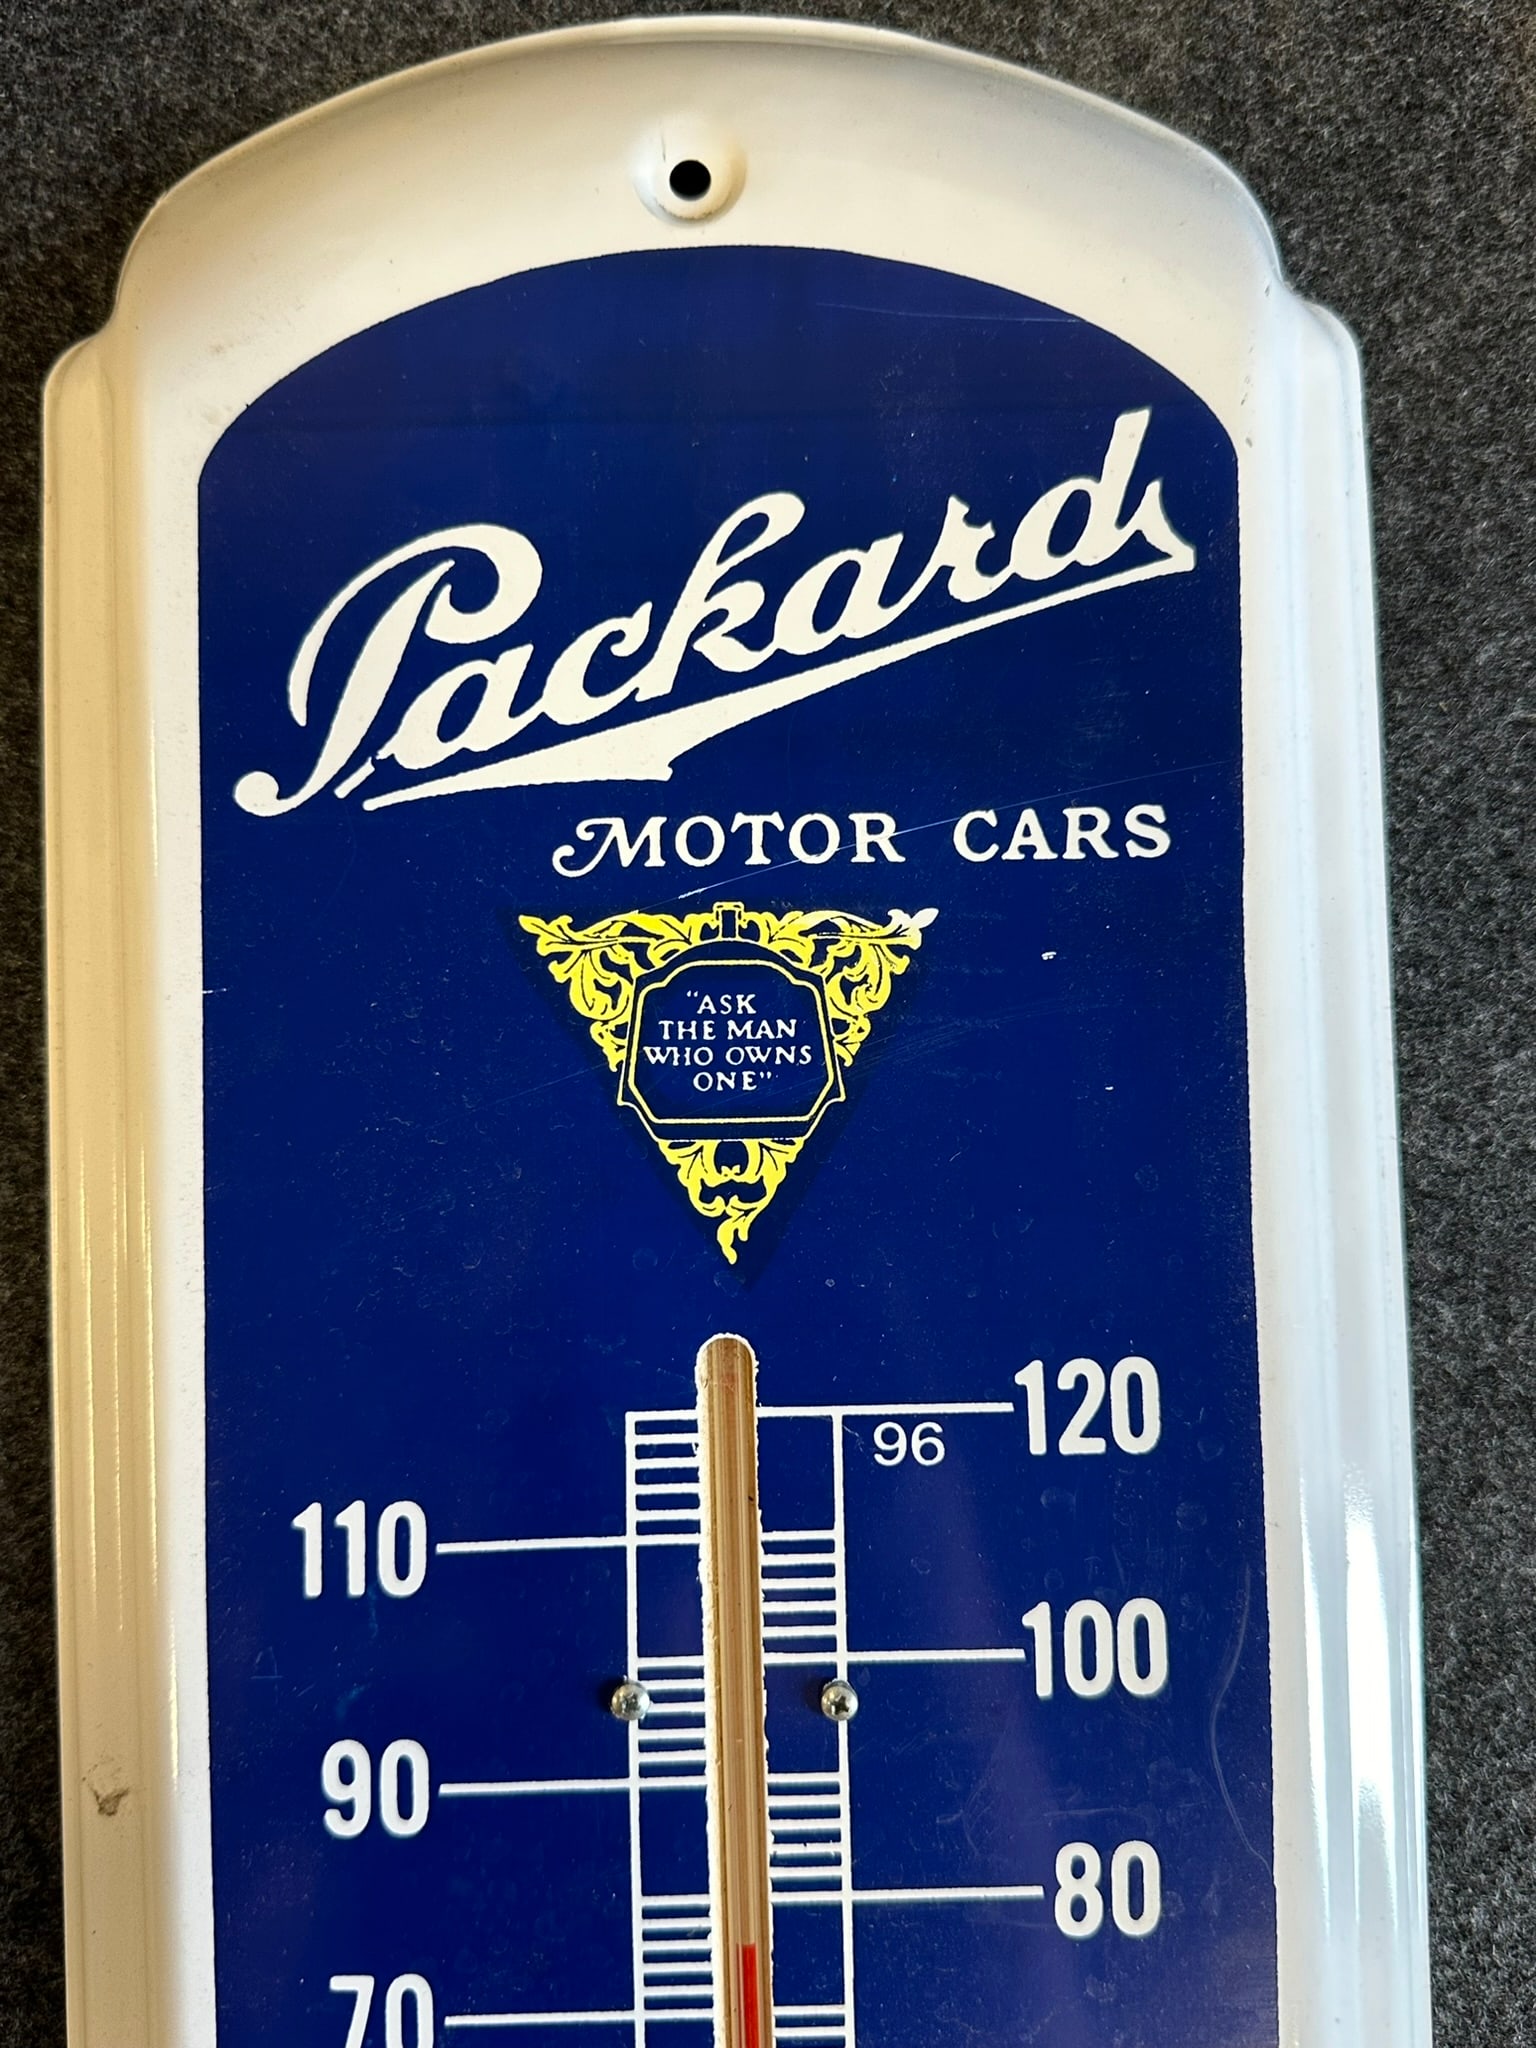 Packard
MOTOR CARS
"ASK
THE MAN
WHO OWNS
ONE"
120
96
110
100
90
80
70